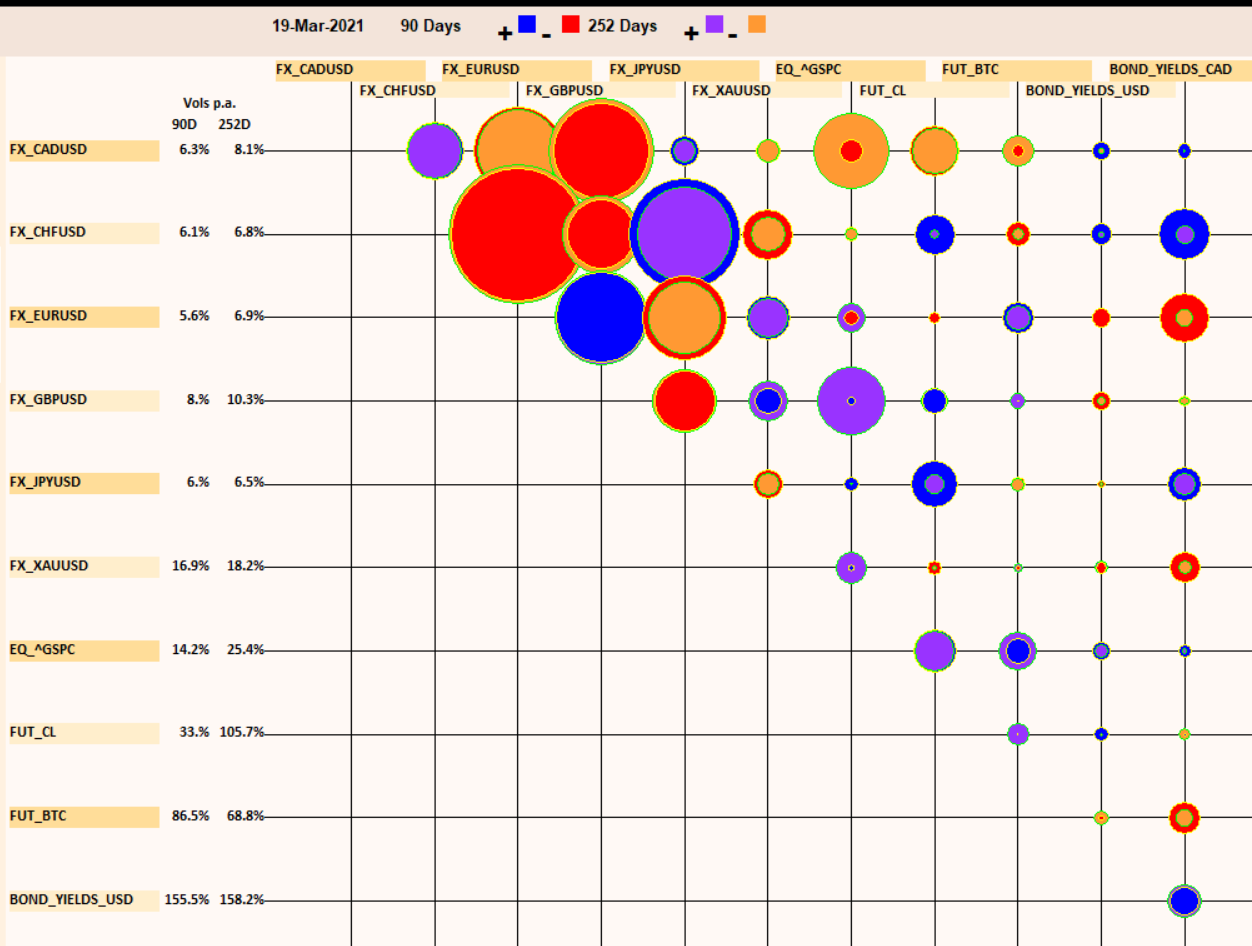 19-Mar-2021 90 Days + - 252 Days + -
FX_CADUSD FX_EURUSD FX_JPYUSD EQ_^GSPC FUT_BTC BOND_YIELDS_CAD
FX_CHFUSD FX_GBPUSD FX_XAUUSD FUT_CL BOND_YIELDS_USD
Vols p.a.
90D 252D
FX_CADUSD 6.3% 8.1%
FX_CHFUSD 6.1% 6.8%
FX_EURUSD 5.6% 6.9%
FX_GBPUSD 8.% 10.3%
FX_JPYUSD 6.% 6.5%
FX_XAUUSD 16.9% 18.2%
EQ_^GSPC 14.2% 25.4%
FUT_CL 33.% 105.7%
FUT_BTC 86.5% 68.8%
BOND_YIELDS_USD 155.5% 158.2%